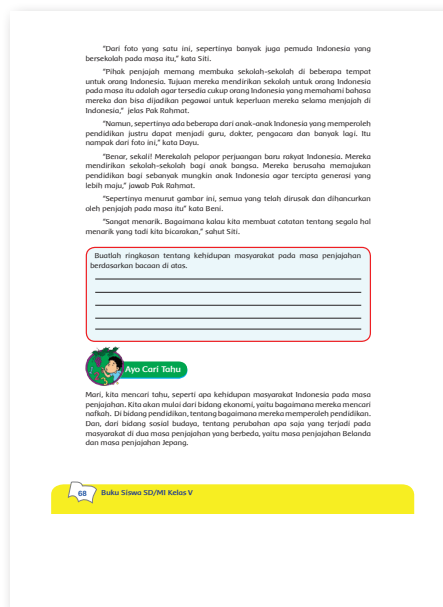 "Dari foto yang satu ini, sepertinya banyak juga pemuda Indonesia yang
bersekolah pada masa itu," kata Siti.
"Pihak penjajah memang membuka sekolah-sekolah di beberapa tempat
untuk orang Indonesia. Tujuan mereka mendirikan sekolah untuk orang Indonesia
pada masa itu adalah agar tersedia cukup orang Indonesia yang memahami bahasa
mereka dan bisa dijadikan pegawai untuk keperluan mereka selama menjajah di
Indonesia," jelas Pak Rahmat.
"Namun, sepertinya ada beberapa dari anak-anak Indonesia yang memperoleh
pendidikan justru dapat menjadi guru, dokter, pengacara dan banyak lagi. Itu
nampak dari foto ini," kata Dayu.
"Benar, sekali! Merekalah pelopor perjuangan baru rakyat Indonesia. Mereka
mendirikan sekolah-sekolah bagi anak bangsa. Mereka berusaha memajukan
pendidikan bagi sebanyak mungkin anak Indonesia agar tercipta generasi yang
lebih maju," jawab Pak Rahmat.
"Sepertinya menurut gambar ini, semua yang telah dirusak dan dihancurkan
oleh penjajah pada masa itu" kata Beni.
"Sangat menarik. Bagaimana kalau kita membuat catatan tentang segala hal
menarik yang tadi kita bicarakan," sahut Siti.
Buatlah ringkasan tentang kehidupan masyarakat pada masa penjajahan
berdasarkan bacaan di atas.
Ayo Cari Tahu
Mari, kita mencari tahu, seperti apa kehidupan masyarakat Indonesia pada masa
penjajahan. Kita akan mulai dari bidang ekonomi, yaitu bagaimana mereka mencari
nafkah. Di bidang pendidikan, tentang bagaimana mereka memperoleh pendidikan.
Dan, dari bidang sosial budaya, tentang perubahan apa saja yang terjadi pada
masyarakat di dua masa penjajahan yang berbeda, yaitu masa penjajahan Belanda
dan masa penjajahan Jepang.
68 Buku Siswa SD/MI Kelas V